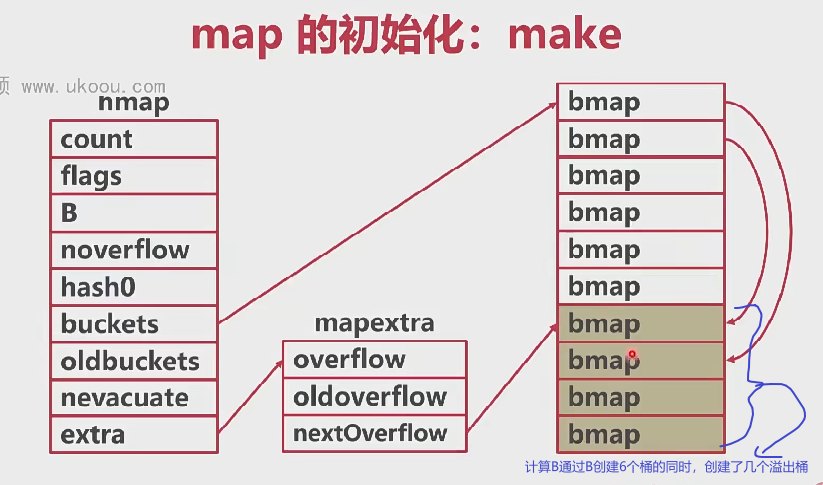 map 的初始化：make
频 www.ukoou.com
hmap
count
flags
B
noverflow
hash0
buckets
oldbuckets
nevacuate
extra
mapextra
overflow
oldoverflow
nextOverflow
bmap
bmap
bmap
bmap
bmap
bmap
bmap
bmap
bmap
bmap
计算B通过B创建6个桶的同时，创建了几个溢出桶